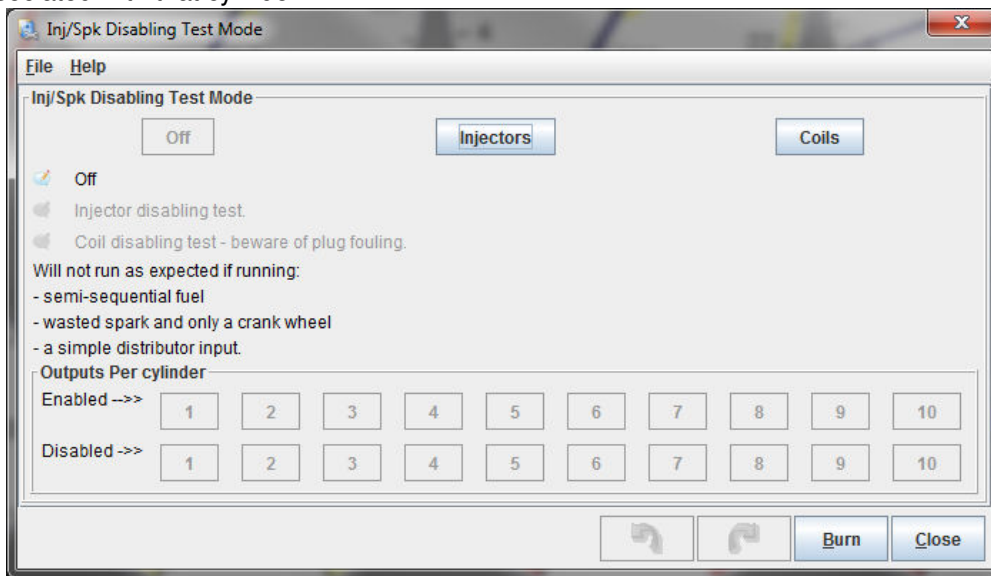 Inj/Spk Disabling Test Mode
File Help
Inj/Spk Disabling Test Mode
Off Injectors Coils
Off
Injector disabling test.
Coil disabling test - beware of plug fouling.
Will not run as expected if running:
- semi-sequential fuel
- wasted spark and only a crank wheel
- a simple distributor input.
Outputs Per cylinder
Enabled -->> 1 2 3 4 5 6 7 8 9 10
Disabled ->> 1 2 3 4 5 6 7 8 9 10
Burn Close